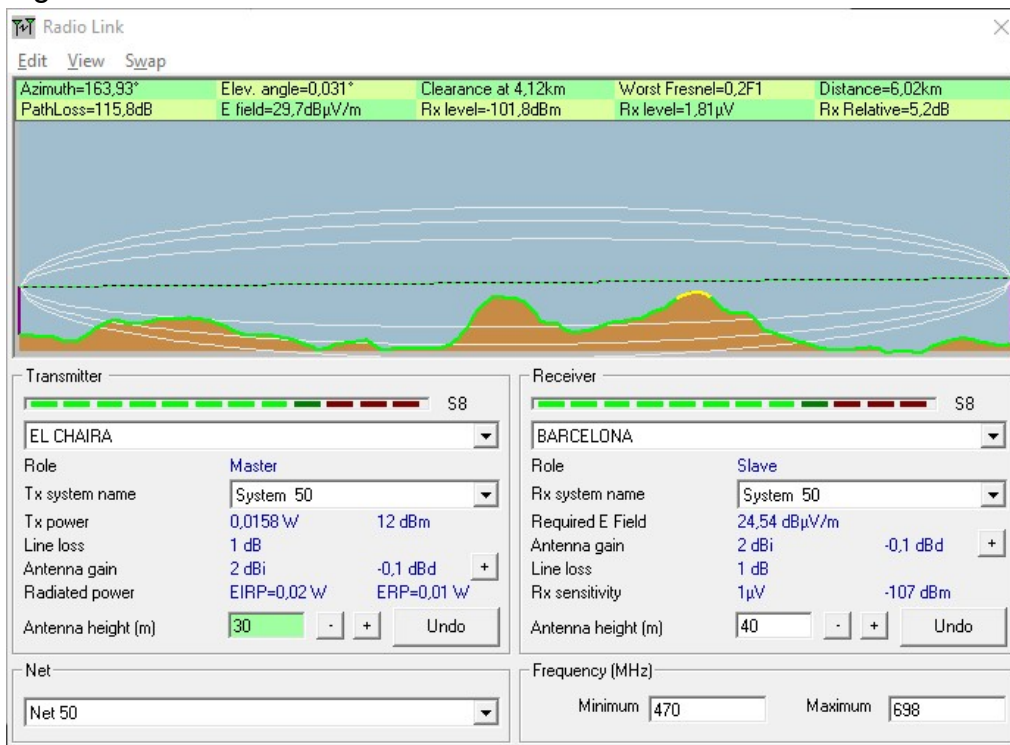 Radio Link
Edit View Swap
Azimuth=163,93° Elev. angle=0,031° Clearance at 4,12km Worst Fresnel=0,2F1 Distance=6,02km
PathLoss=115,8dB E field=29,7dBµV/m Rx level=-101,8dBm Rx level=1,81µV Rx Relative=5,2dB
Transmitter
S8
EL CHAIRA
Role Master
Tx system name System 50
Tx power 0,0158 W 12 dBm
Line loss 1 dB
Antenna gain 2 dBi -0,1 dBd +
Radiated power EIRP=0,02 W ERP=0,01 W
Antenna height (m) 30 - + Undo
Net
Net 50
Receiver
S8
BARCELONA
Role Slave
Rx system name System 50
Required E Field 24,54 dBµV/m
Antenna gain 2 dBi -0,1 dBd +
Line loss 1 dB
Rx sensitivity 1µV -107 dBm
Antenna height (m) 40 - + Undo
Frequency (MHz)
Minimum 470 Maximum 698